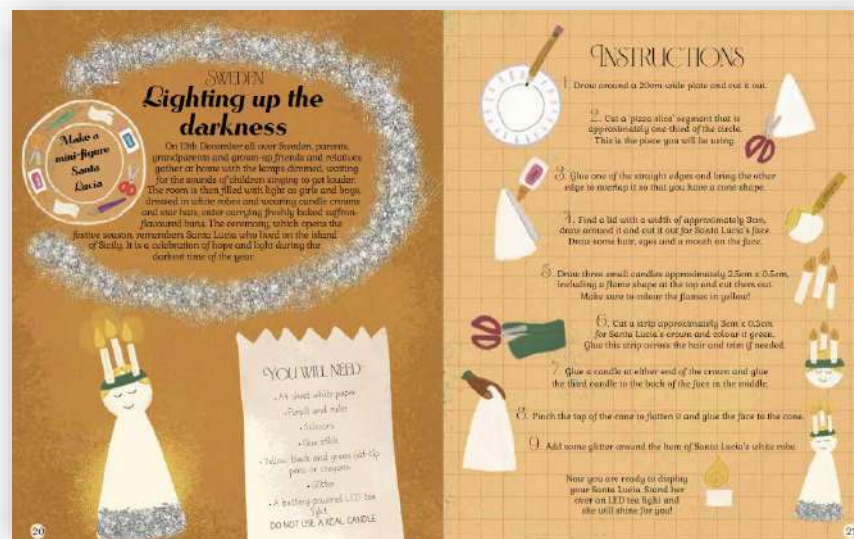 SWEDEN
Lighting up the
darkness
Make a
mini-figure
Santa
Lucia
On 13th December all over Sweden, parents,
grandparents and grown-up friends and relatives
gather at home with the lamps dimmed, waiting
for the sounds of children singing to get louder.
The room is then filled with light as girls and boys,
dressed in white robes and wearing candle crowns
and star hats, enter carrying freshly baked saffron-
flavoured buns. The ceremony, which opens the
festive season, remembers Santa Lucia who lived on the island
of Sicily. It is a celebration of hope and light during the
darkest time of the year.
YOU WILL NEED
• A4 sheet white paper
• Pencil and ruler
• Scissors
• Glue stick
• Yellow, black and green felt-tip
pens or crayons
• Glitter
• A battery-powered LED tea
light
DO NOT USE A REAL CANDLE
20
INSTRUCTIONS
1. Draw around a 20cm-wide plate and cut it out.
2. Cut a 'pizza slice' segment that is
approximately one-third of the circle.
This is the piece you will be using.
3. Glue one of the straight edges and bring the other
edge to overlap it so that you have a cone shape.
4. Find a lid with a width of approximately 3cm,
draw around it and cut it out for Santa Lucia's face.
Draw some hair, eyes and a mouth on the face.
5. Draw three small candles approximately 2.5cm x 0.5cm,
including a flame shape at the top and cut them out.
Make sure to colour the flames in yellow!
6. Cut a strip approximately 3cm x 0.5cm
for Santa Lucia's crown and colour it green.
Glue this strip across the hair and trim if needed.
7. Glue a candle at either end of the crown and glue
the third candle to the back of the face in the middle.
8. Pinch the top of the cone to flatten it and glue the face to the cone.
9. Add some glitter around the hem of Santa Lucia's white robe.
Now you are ready to display
your Santa Lucia. Stand her
over an LED tea light and
she will shine for you!
21